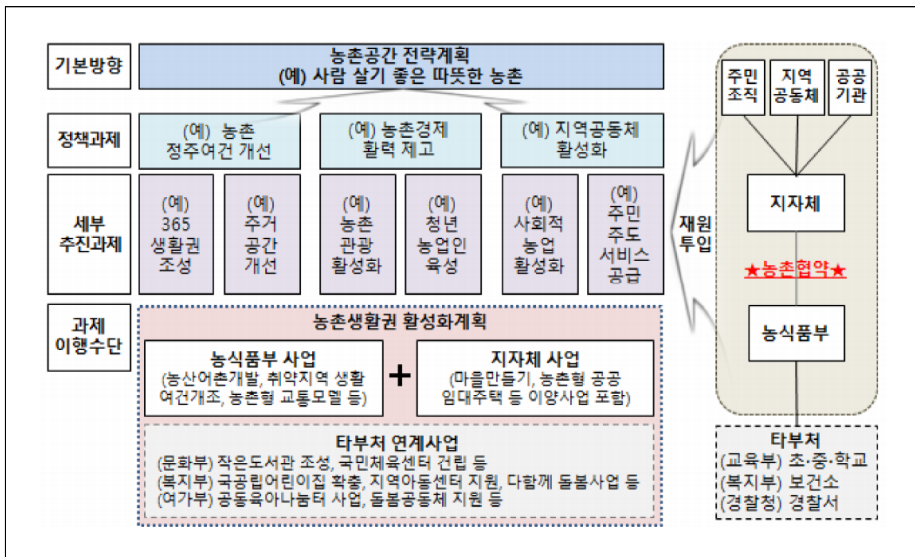 기본방향
농촌공간 전략계획
(예) 사람 살기 좋은 따뜻한 농촌
정책과제
(예) 농촌
정주여건 개선
(예) 농촌경제
활력 제고
(예) 지역공동체
활성화
세부
추진과제
(예)
365
생활권
조성
(예)
주거
공간
개선
(예)
농촌
관광
활성화
(예)
청년
농업인
육성
(예)
사회적
농업
활성화
(예)
주민
주도
서비스
공급
과제
이행수단
농촌생활권 활성화계획
농식품부 사업
(농산어촌개발, 취약지역 생활
여건개조, 농촌형 교통모델 등)
+
지자체 사업
(마을만들기, 농촌형 공공
임대주택 등 이양사업 포함)
타부처 연계사업
(문화부) 작은도서관 조성, 국민체육센터 건립 등
(복지부) 국공립어린이집 확충, 지역아동센터 지원, 다함께 돌봄사업 등
(여가부) 공동육아나눔터 사업, 돌봄공동체 지원 등
재원
투입
주민
조직
지역
공동체
공공
기관
지자체
★농촌협약★
농식품부
타부처
(교육부) 초·중·학교
(복지부) 보건소
(경찰청) 경찰서